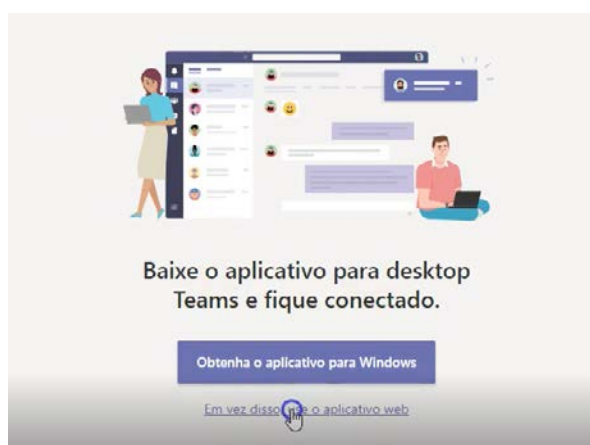 Baixe o aplicativo para desktop
Teams e fique conectado.
Obtenha o aplicativo para Windows
Em vez disso o aplicativo web